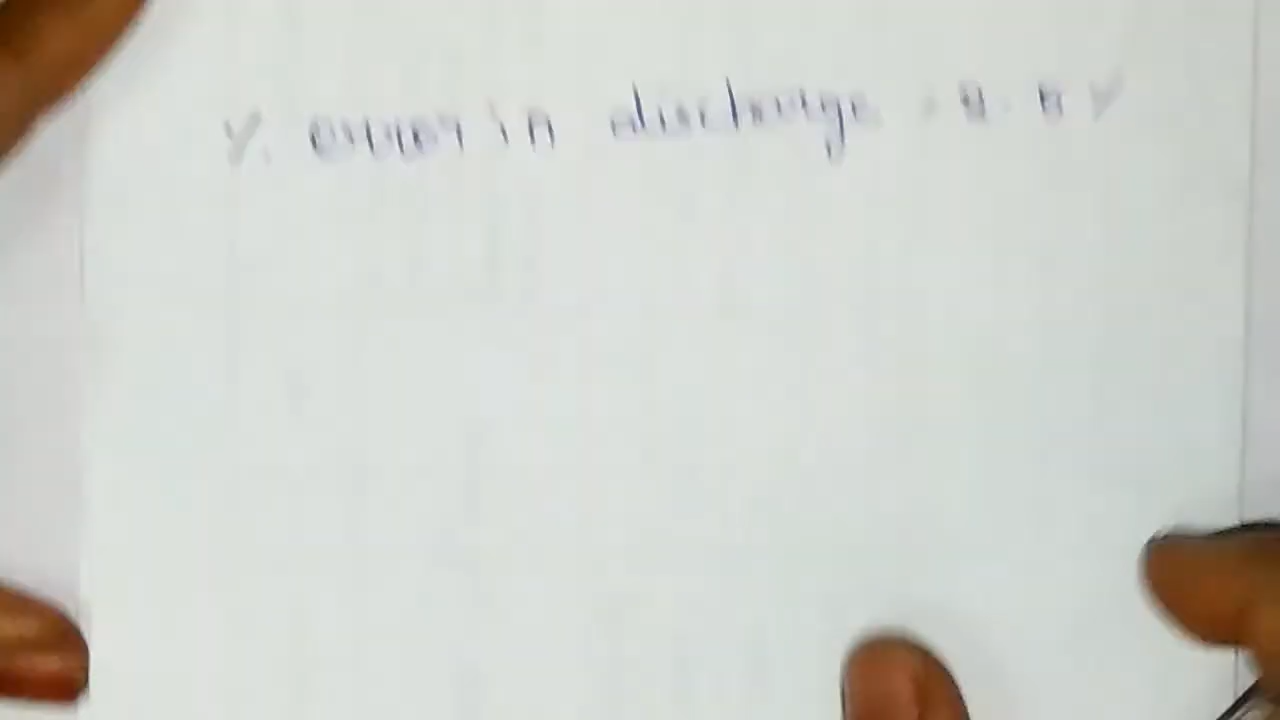 % error in discharge =